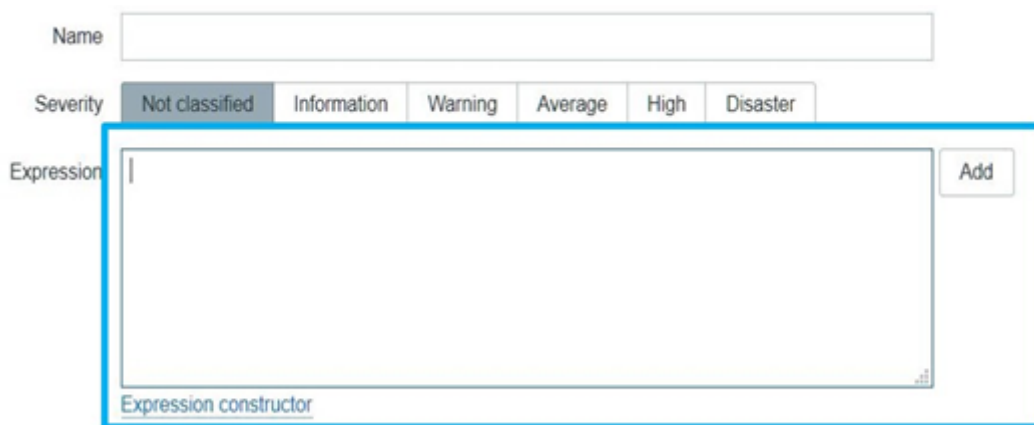 Name
Severity Not classified Information Warning Average High Disaster
Expression Add
Expression constructor